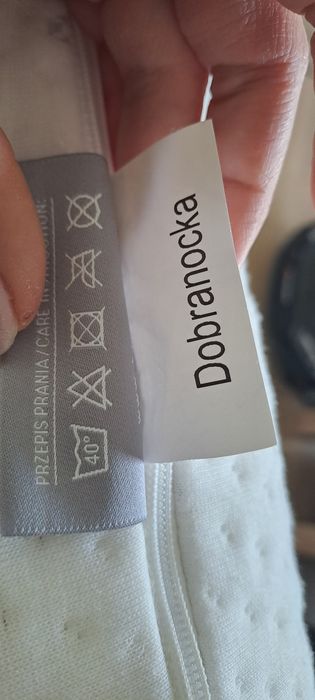 PRZEPIS PRANIA / CARE INSTRUCTION:
40°
Dobranocka